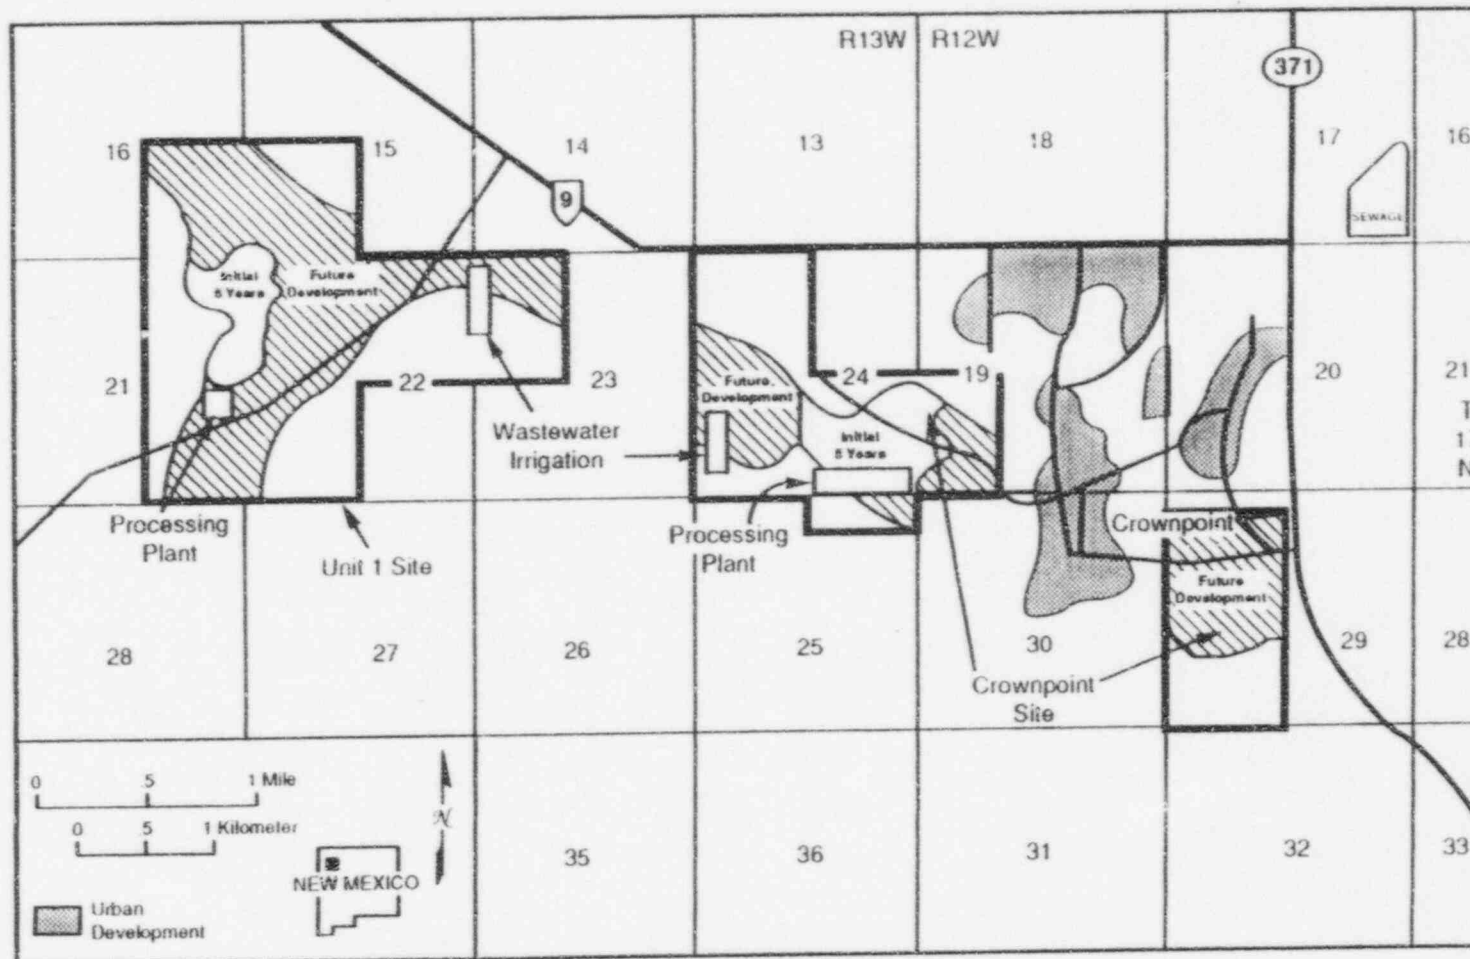 R13W R12W
371
16
15
14
13
18
17
16
9
SEWAGE
Initial
5 Years
Future
Development
21
22
23
24
19
20
21
Future
Development
Initial
5 Years
Wastewater
Irrigation
T
1
N
Processing
Plant
Unit 1 Site
Processing
Plant
Crownpoint
Future
Development
28
27
26
25
30
29
28
Crownpoint
Site
0 .5 1 Mile
0 .5 1 Kilometer
N
NEW MEXICO
Urban
Development
35
36
31
32
33